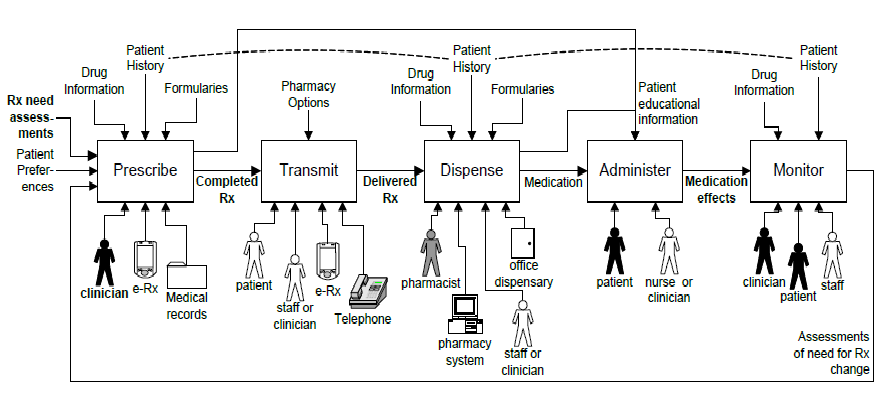 Patient
History
Patient
History
Patient
History
Drug
Information
Formularies
Pharmacy
Options
Drug
Information
Formularies
Patient
educational
information
Drug
Information
Rx need
assess-
ments
Patient
Prefer-
ences
Prescribe
Completed
Rx
Transmit
Delivered
Rx
Dispense
Medication
Administer
Medication
effects
Monitor
clinician
e-Rx
Medical
records
patient
staff or
clinician
e-Rx
Telephone
pharmacist
pharmacy
system
office
dispensary
staff or
clinician
patient
nurse or
clinician
clinician
patient
staff
Assessments
of need for Rx
change